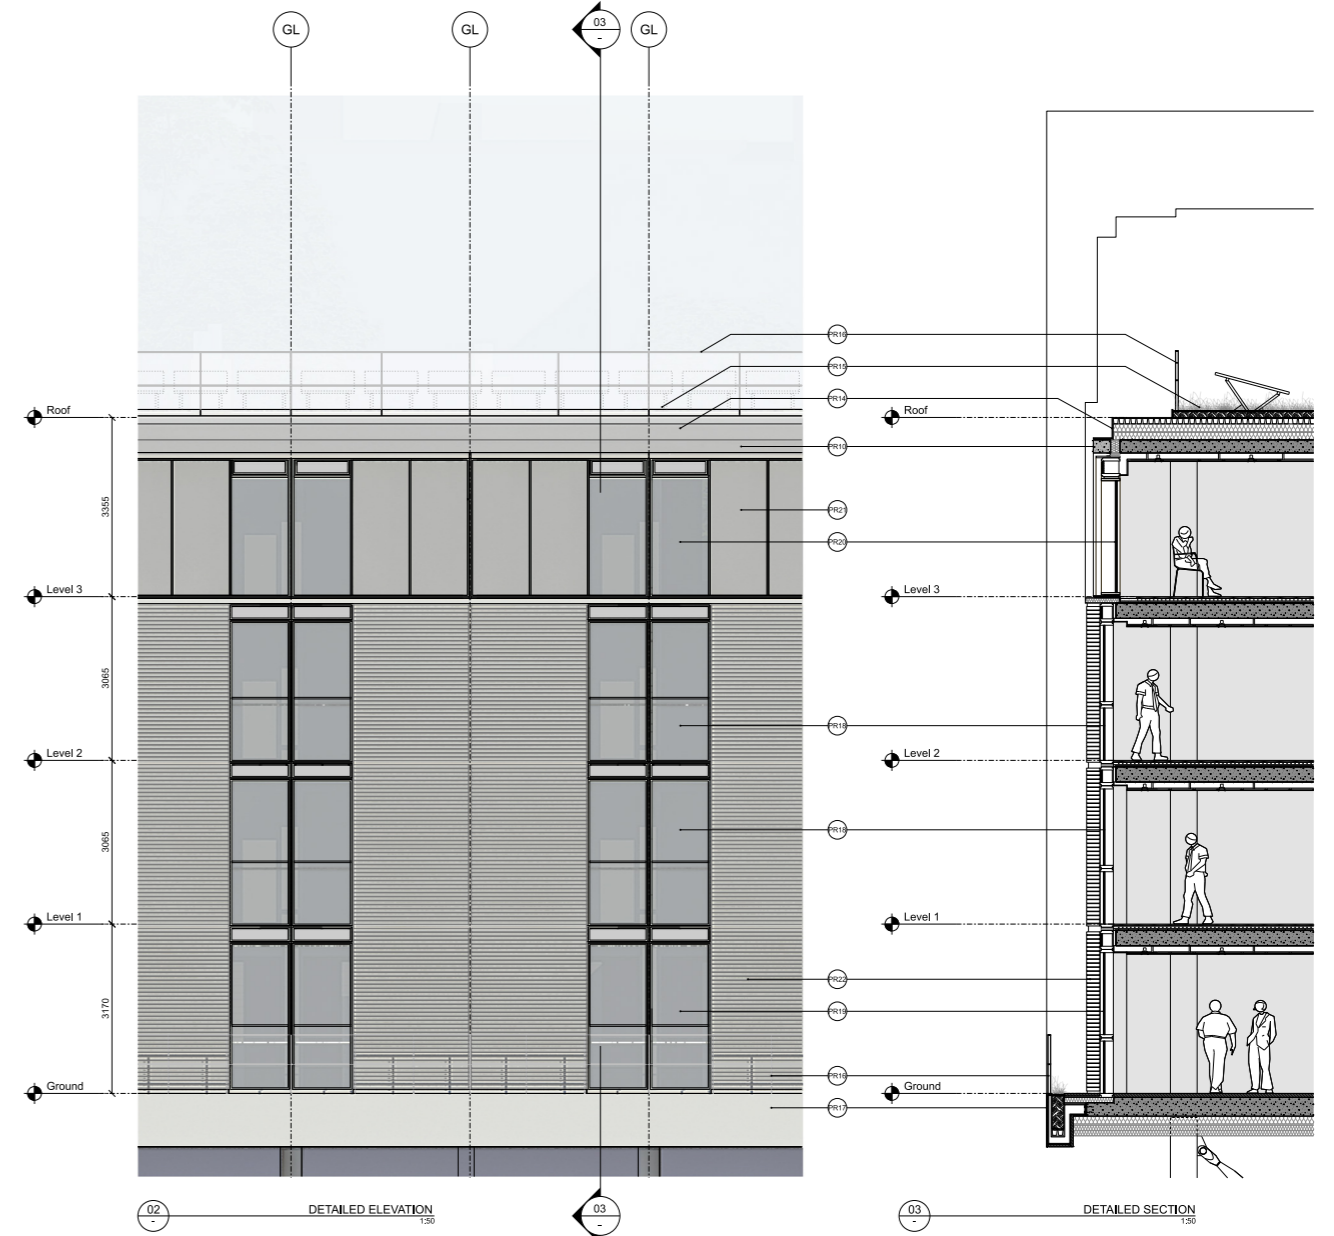 GL
GL
03
-
GL
PR16
PR15
Roof
PR14
Roof
PR10
3355
PR21
PR20
Level 3
Level 3
3065
PR18
Level 2
Level 2
PR18
3065
Level 1
Level 1
PR22
3170
PR19
PR16
Ground
Ground
PR17
02
-
DETAILED ELEVATION
1:50
03
-
03
-
DETAILED SECTION
1:50